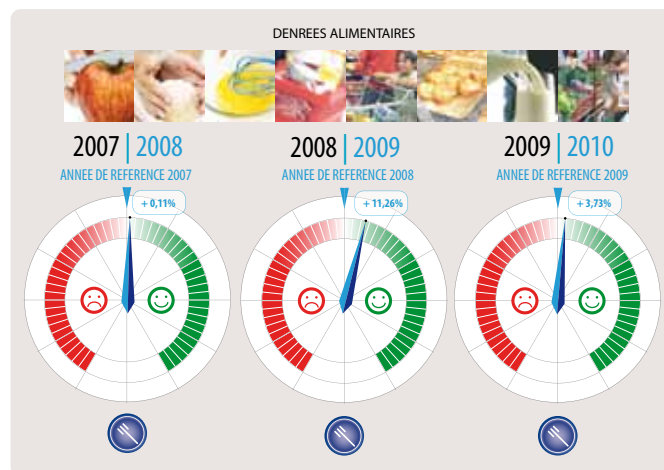 DENREES ALIMENTAIRES
2007 | 2008
ANNEE DE REFERENCE 2007
+ 0,11%
2008 | 2009
ANNEE DE REFERENCE 2008
+ 11,26%
2009 | 2010
ANNEE DE REFERENCE 2009
+ 3,73%